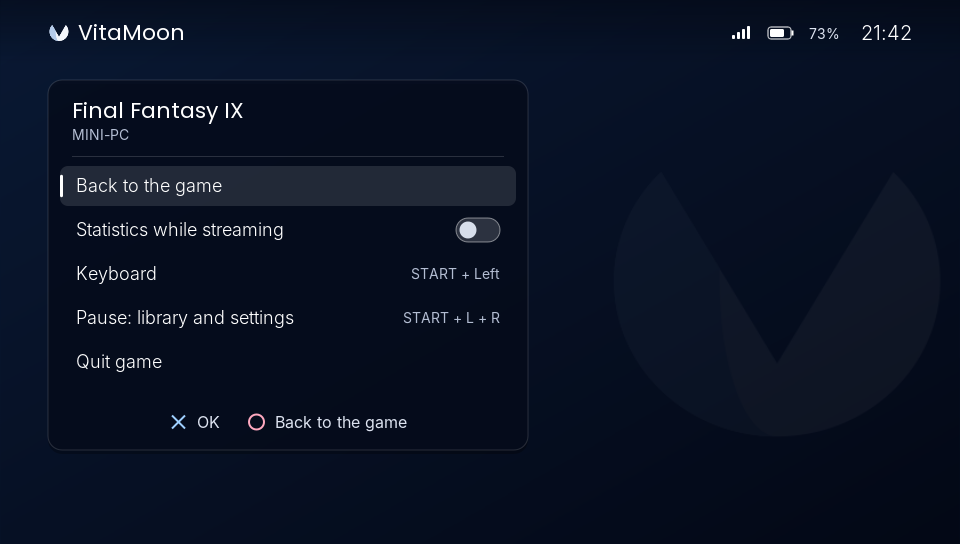 VitaMoon
73%
21:42
Final Fantasy IX
MINI-PC
Back to the game
Statistics while streaming
Keyboard
START + Left
Pause: library and settings
START + L + R
Quit game
OK
Back to the game